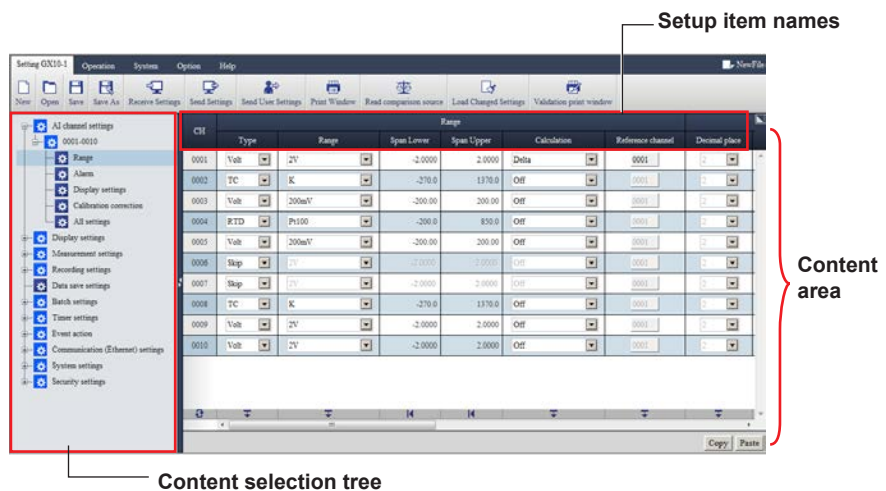 Setup item names
Setting GX10-1 Operation System Option Help NewFile
New Open Save Save As Receive Settings Send Settings Send User Settings Print Window Read comparison source Load Changed Settings Validation print window
AI channel settings
0001-0010
Range
Alarm
Display settings
Calibration correction
All settings
Display settings
Measurement settings
Recording settings
Data save settings
Batch settings
Timer settings
Event action
Communication (Ethernet) settings
System settings
Security settings
CH Range
Type Range Span Lower Span Upper Calculation Reference channel Decimal place
0001 Volt 2V -2.0000 2.0000 Delta 0001 2
0002 TC K -270.0 1370.0 Off 0001 2
0003 Volt 200mV -200.00 200.00 Off 0001 2
0004 RTD Pt100 -200.0 850.0 Off 0001 2
0005 Volt 200mV -200.00 200.00 Off 0001 2
0006 Skip 2V -2.0000 2.0000 Off 0001 2
0007 Skip 2V -2.0000 2.0000 Off 0001 2
0008 TC K -270.0 1370.0 Off 0001 2
0009 Volt 2V -2.0000 2.0000 Off 0001 2
0010 Volt 2V -2.0000 2.0000 Off 0001 2
Copy Paste
Content
area
Content selection tree